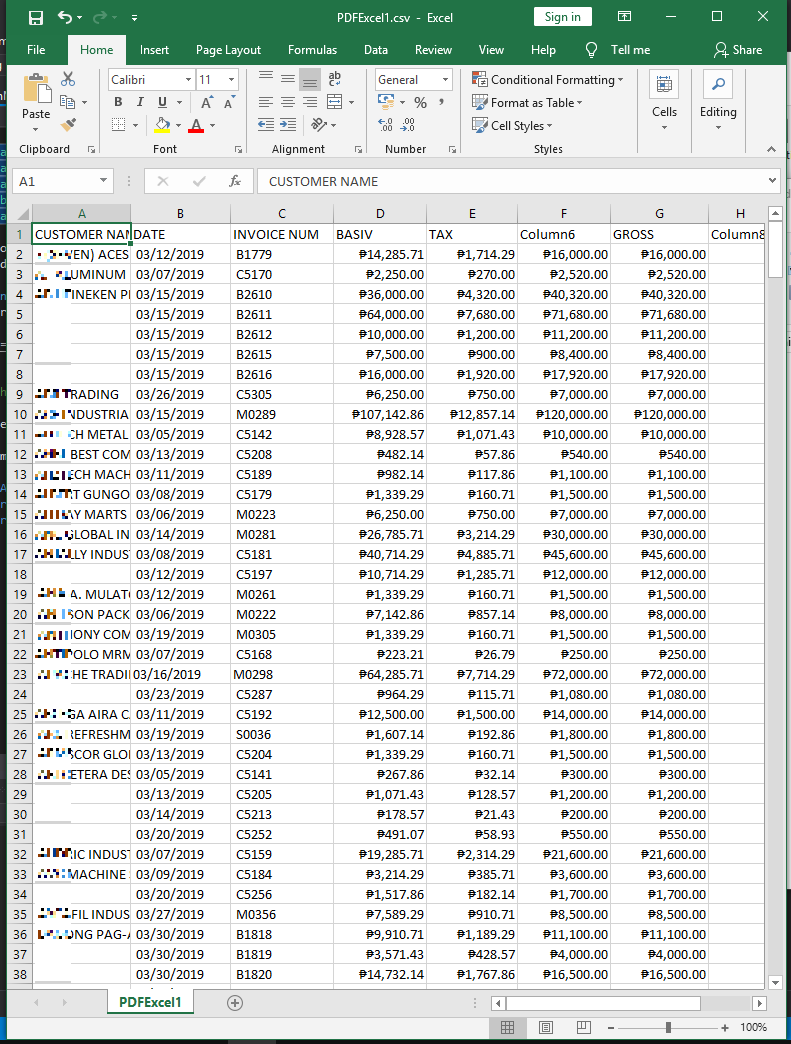 PDFExcel1.csv - Excel
Sign in
File Home Insert Page Layout Formulas Data Review View Help Tell me Share
Paste
Clipboard
Calibri 11
B I U A A
A
Font
ab
Alignment
General
% ,
Number
Conditional Formatting
Format as Table
Cell Styles
Styles
Cells
Editing
A1 fx CUSTOMER NAME
A B C D E F G H
1 CUSTOMER NAM DATE INVOICE NUM BASIV TAX Column6 GROSS Column8
2 VEN) ACES 03/12/2019 B1779 ₱14,285.71 ₱1,714.29 ₱16,000.00 ₱16,000.00
3 UMINUM 03/07/2019 C5170 ₱2,250.00 ₱270.00 ₱2,520.00 ₱2,520.00
4 INEKEN P 03/15/2019 B2610 ₱36,000.00 ₱4,320.00 ₱40,320.00 ₱40,320.00
5 03/15/2019 B2611 ₱64,000.00 ₱7,680.00 ₱71,680.00 ₱71,680.00
6 03/15/2019 B2612 ₱10,000.00 ₱1,200.00 ₱11,200.00 ₱11,200.00
7 03/15/2019 B2615 ₱7,500.00 ₱900.00 ₱8,400.00 ₱8,400.00
8 03/15/2019 B2616 ₱16,000.00 ₱1,920.00 ₱17,920.00 ₱17,920.00
9 TRADING 03/26/2019 C5305 ₱6,250.00 ₱750.00 ₱7,000.00 ₱7,000.00
10 NDUSTRIA 03/15/2019 M0289 ₱107,142.86 ₱12,857.14 ₱120,000.00 ₱120,000.00
11 CH METAL 03/05/2019 C5142 ₱8,928.57 ₱1,071.43 ₱10,000.00 ₱10,000.00
12 BEST COM 03/13/2019 C5208 ₱482.14 ₱57.86 ₱540.00 ₱540.00
13 ECH MACH 03/11/2019 C5189 ₱982.14 ₱117.86 ₱1,100.00 ₱1,100.00
14 T GUNGO 03/08/2019 C5179 ₱1,339.29 ₱160.71 ₱1,500.00 ₱1,500.00
15 AY MARTS 03/06/2019 M0223 ₱6,250.00 ₱750.00 ₱7,000.00 ₱7,000.00
16 GLOBAL IN 03/14/2019 M0281 ₱26,785.71 ₱3,214.29 ₱30,000.00 ₱30,000.00
17 LLY INDUS 03/08/2019 C5181 ₱40,714.29 ₱4,885.71 ₱45,600.00 ₱45,600.00
18 03/12/2019 C5197 ₱10,714.29 ₱1,285.71 ₱12,000.00 ₱12,000.00
19 A. MULAT 03/12/2019 M0261 ₱1,339.29 ₱160.71 ₱1,500.00 ₱1,500.00
20 SON PACK 03/06/2019 M0222 ₱7,142.86 ₱857.14 ₱8,000.00 ₱8,000.00
21 IONY COM 03/19/2019 M0305 ₱1,339.29 ₱160.71 ₱1,500.00 ₱1,500.00
22 OLO MRM 03/07/2019 C5168 ₱223.21 ₱26.79 ₱250.00 ₱250.00
23 HE TRADI 03/16/2019 M0298 ₱64,285.71 ₱7,714.29 ₱72,000.00 ₱72,000.00
24 03/23/2019 C5287 ₱964.29 ₱115.71 ₱1,080.00 ₱1,080.00
25 GA AIRA C 03/11/2019 C5192 ₱12,500.00 ₱1,500.00 ₱14,000.00 ₱14,000.00
26 REFRESHM 03/19/2019 S0036 ₱1,607.14 ₱192.86 ₱1,800.00 ₱1,800.00
27 SCOR GLO 03/13/2019 C5204 ₱1,339.29 ₱160.71 ₱1,500.00 ₱1,500.00
28 ETERA DES 03/05/2019 C5141 ₱267.86 ₱32.14 ₱300.00 ₱300.00
29 03/13/2019 C5205 ₱1,071.43 ₱128.57 ₱1,200.00 ₱1,200.00
30 03/14/2019 C5213 ₱178.57 ₱21.43 ₱200.00 ₱200.00
31 03/20/2019 C5252 ₱491.07 ₱58.93 ₱550.00 ₱550.00
32 IC INDUST 03/07/2019 C5159 ₱19,285.71 ₱2,314.29 ₱21,600.00 ₱21,600.00
33 MACHINE 03/09/2019 C5184 ₱3,214.29 ₱385.71 ₱3,600.00 ₱3,600.00
34 03/20/2019 C5256 ₱1,517.86 ₱182.14 ₱1,700.00 ₱1,700.00
35 FIL INDUS 03/27/2019 M0356 ₱7,589.29 ₱910.71 ₱8,500.00 ₱8,500.00
36 ONG PAG-A 03/30/2019 B1818 ₱9,910.71 ₱1,189.29 ₱11,100.00 ₱11,100.00
37 03/30/2019 B1819 ₱3,571.43 ₱428.57 ₱4,000.00 ₱4,000.00
38 03/30/2019 B1820 ₱14,732.14 ₱1,767.86 ₱16,500.00 ₱16,500.00
PDFExcel1
100%